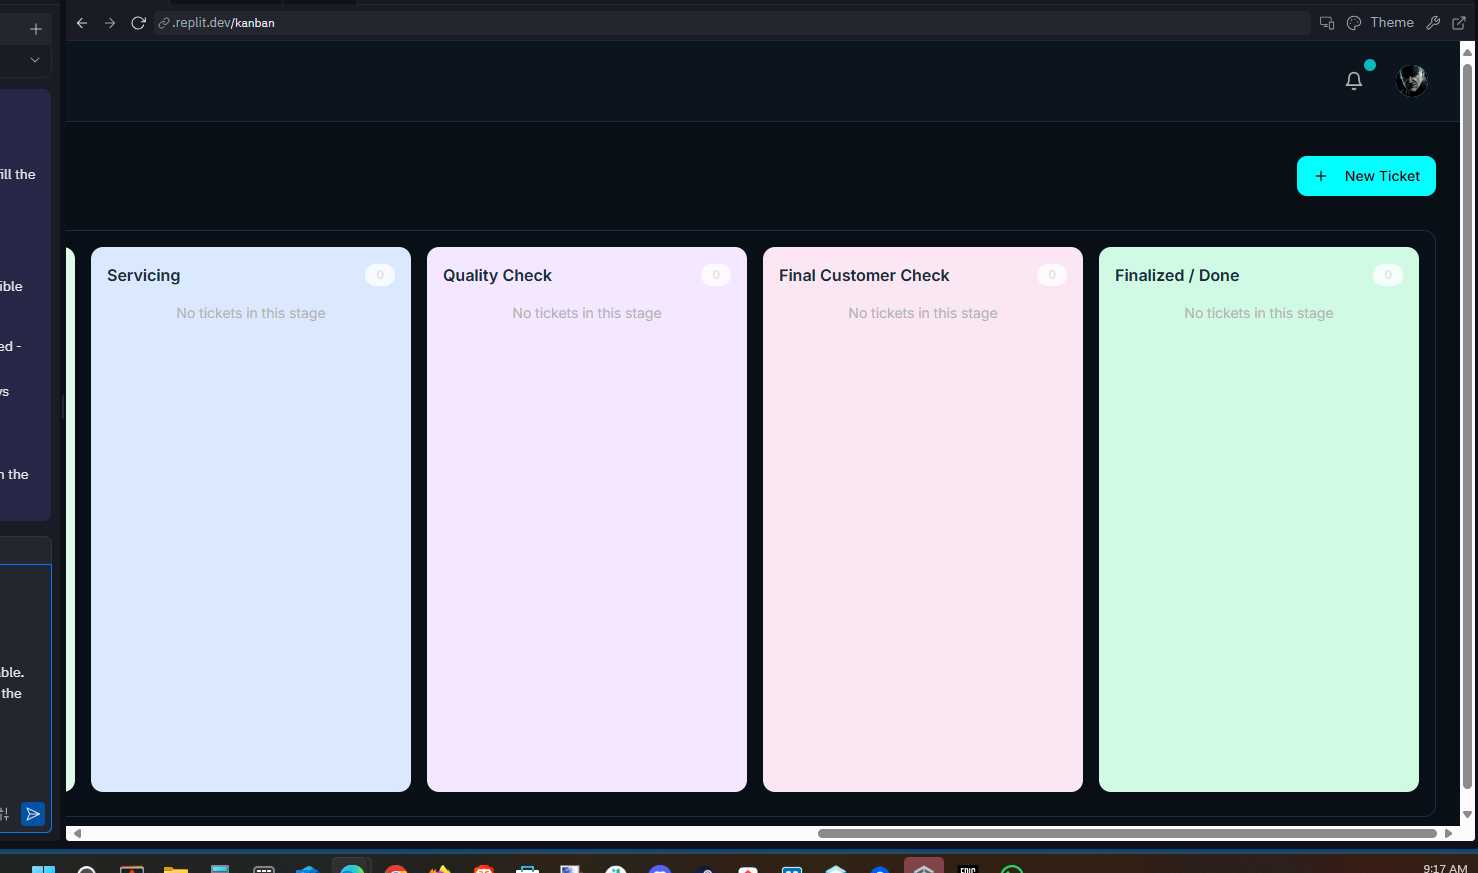 .replit.dev/kanban
Theme
ill the
ible
ed -
s
n the
ble.
the
New Ticket
Servicing
0
No tickets in this stage
Quality Check
0
No tickets in this stage
Final Customer Check
0
No tickets in this stage
Finalized / Done
0
No tickets in this stage
EPIC
9:17 AM